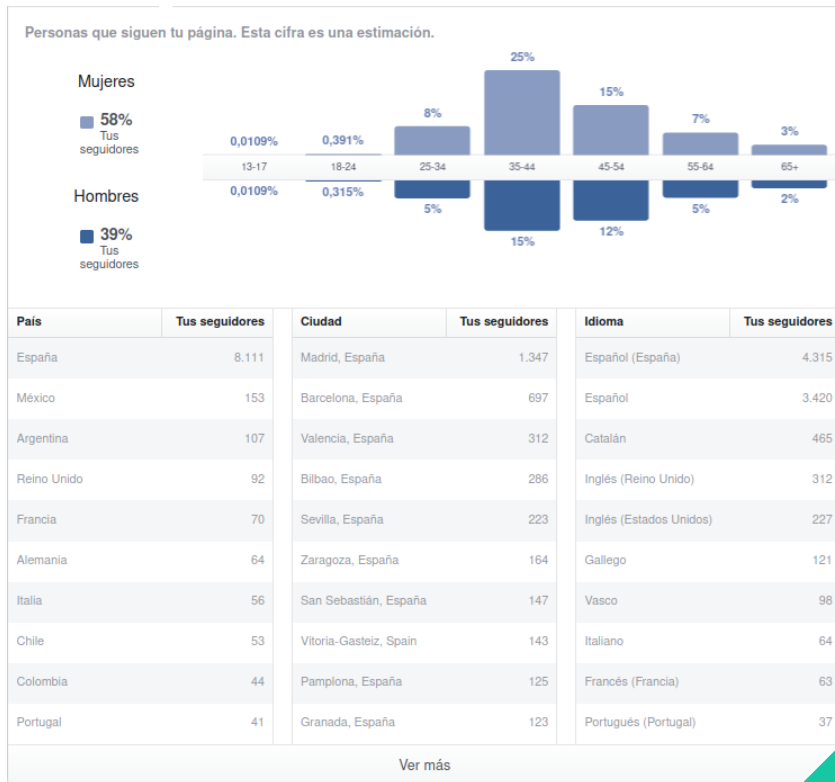 Personas que siguen tu página. Esta cifra es una estimación.
Mujeres
58%
Tus
seguidores
0,0109% 0,391% 8% 25% 15% 7% 3%
13-17 18-24 25-34 35-44 45-54 55-64 65+
Hombres
39%
Tus
seguidores
0,0109% 0,315% 5% 15% 12% 5% 2%
País Tus seguidores Ciudad Tus seguidores Idioma Tus seguidores
España 8.111 Madrid, España 1.347 Español (España) 4.315
México 153 Barcelona, España 697 Español 3.420
Argentina 107 Valencia, España 312 Catalán 465
Reino Unido 92 Bilbao, España 286 Inglés (Reino Unido) 312
Francia 70 Sevilla, España 223 Inglés (Estados Unidos) 227
Alemania 64 Zaragoza, España 164 Gallego 121
Italia 56 San Sebastián, España 147 Vasco 98
Chile 53 Vitoria-Gasteiz, Spain 143 Italiano 64
Colombia 44 Pamplona, España 125 Francés (Francia) 63
Portugal 41 Granada, España 123 Portugués (Portugal) 37
Ver más